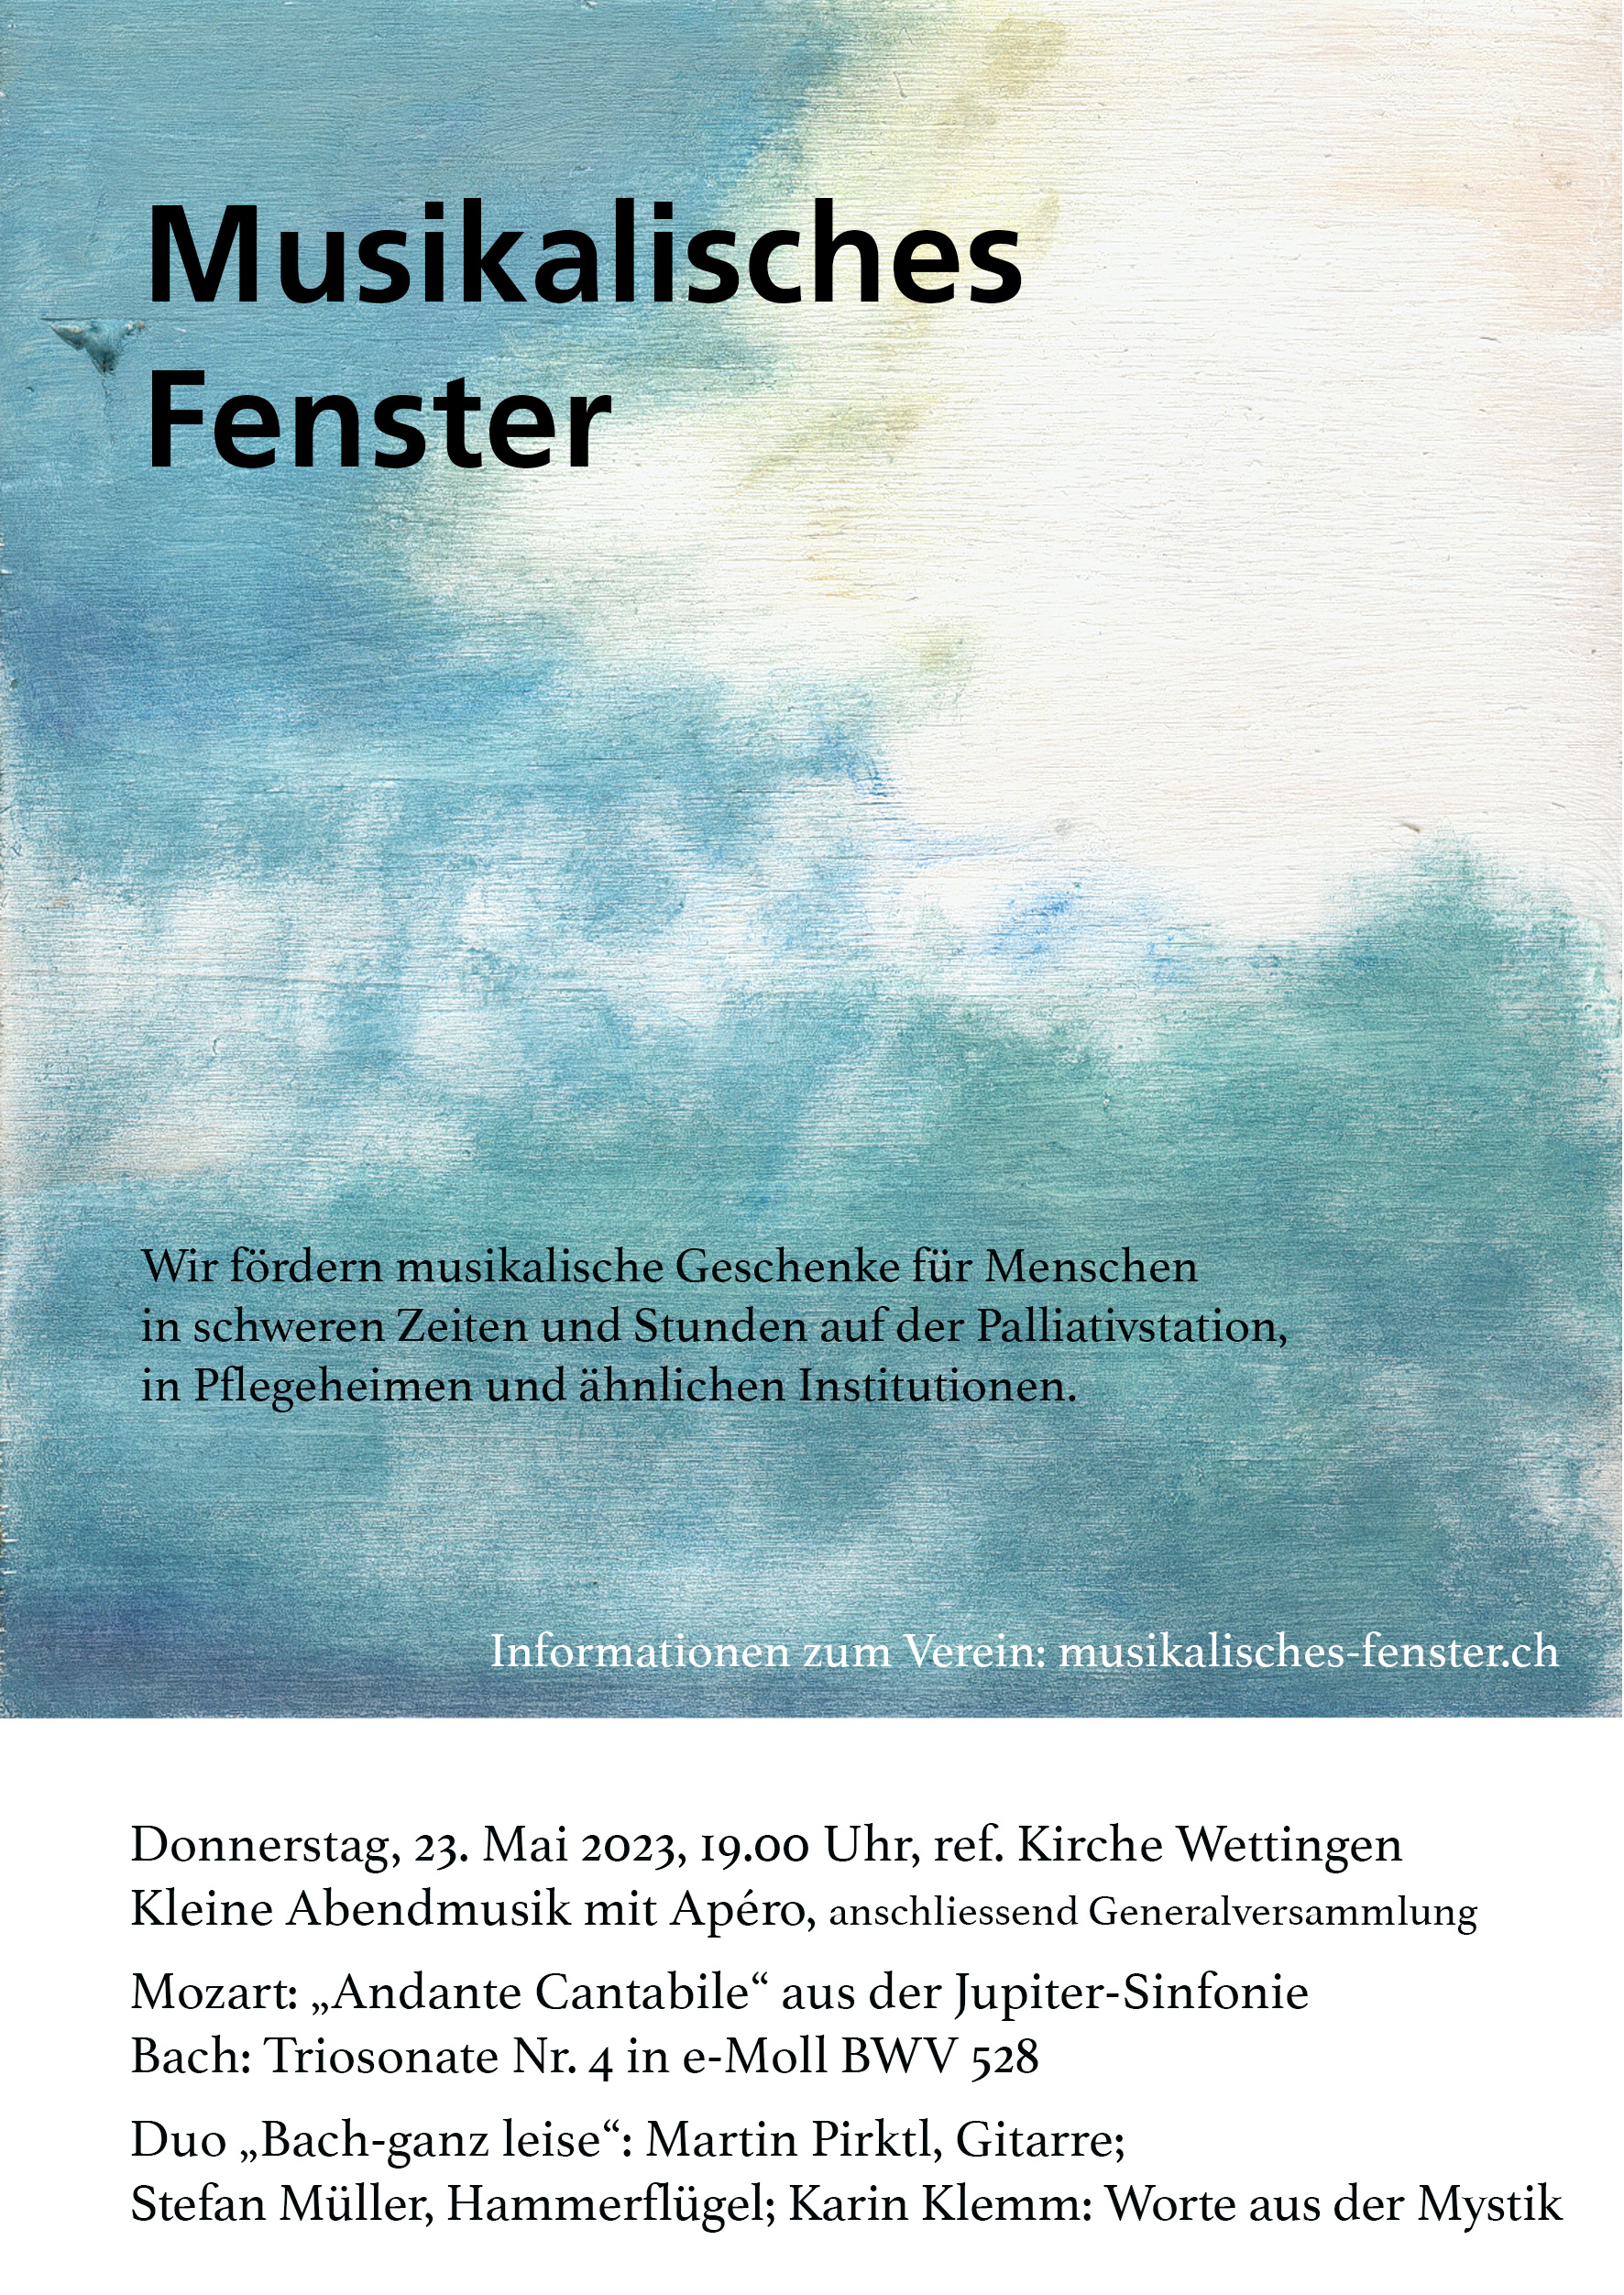 Musikalisches
Fenster
Wir fördern musikalische Geschenke für Menschen
in schweren Zeiten und Stunden auf der Palliativstation,
in Pflegeheimen und ähnlichen Institutionen.
Informationen zum Verein: musikalisches-fenster.ch
Donnerstag, 23. Mai 2023, 19.00 Uhr, ref. Kirche Wettingen
Kleine Abendmusik mit Apéro, anschliessend Generalversammlung
Mozart: „Andante Cantabile“ aus der Jupiter-Sinfonie
Bach: Triosonate Nr. 4 in e-Moll BWV 528
Duo „Bach-ganz leise“: Martin Pirktl, Gitarre;
Stefan Müller, Hammerflügel; Karin Klemm: Worte aus der Mystik